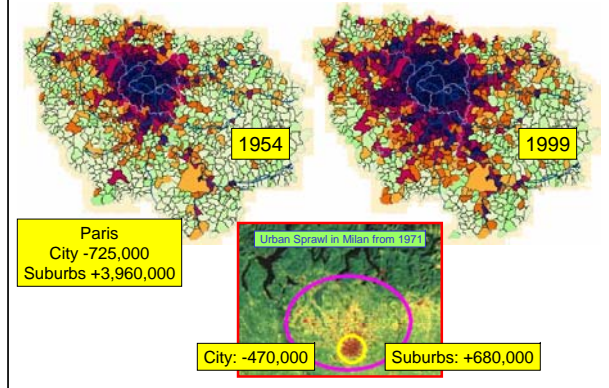 1954
1999
Paris
City -725,000
Suburbs +3,960,000
Urban Sprawl in Milan from 1971
City: -470,000
Suburbs: +680,000